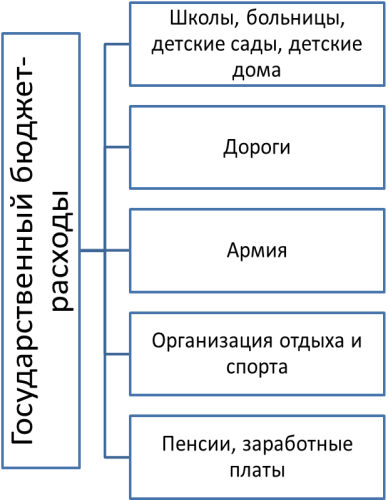 Государственный бюджет-
расходы
Школы, больницы,
детские сады, детские
дома
Дороги
Армия
Организация отдыха и
спорта
Пенсии, заработные
платы